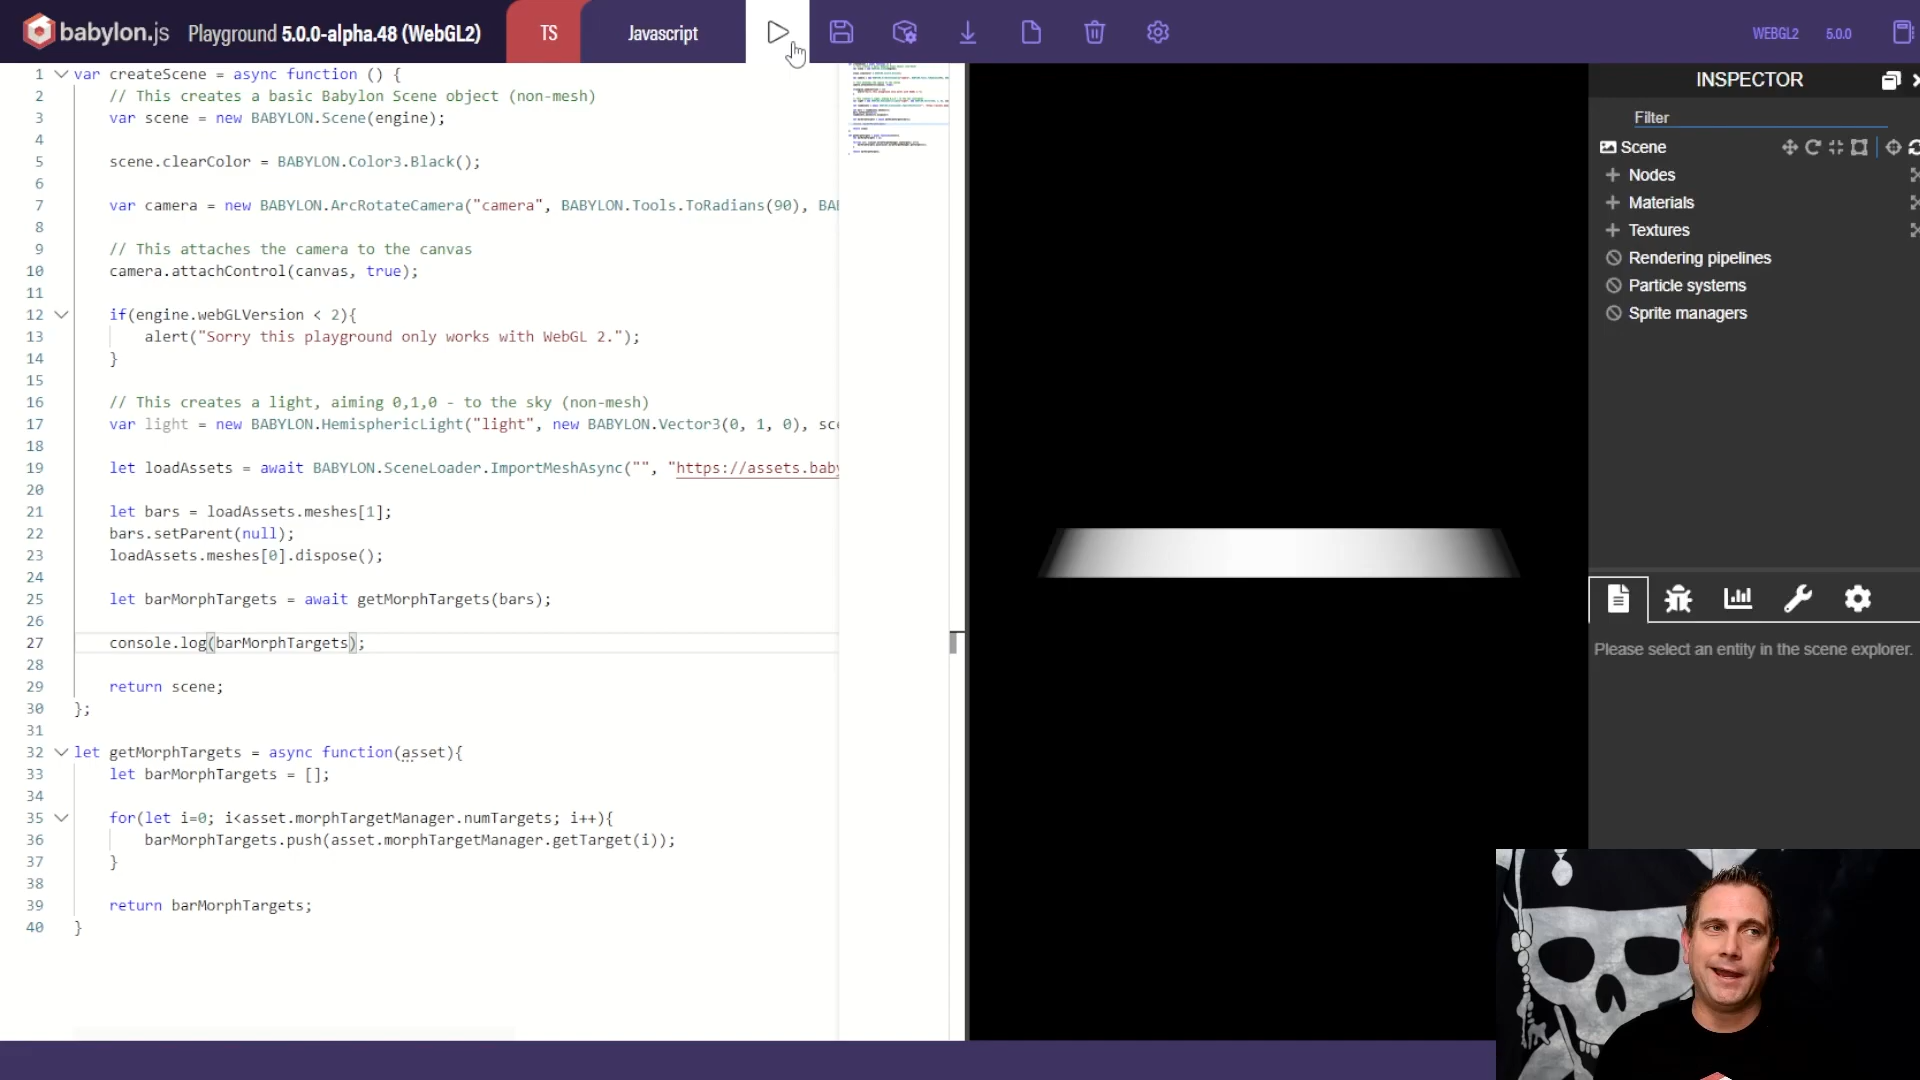 babylon.js Playground 5.0.0-alpha.48 (WebGL2) TS Javascript WEBGL2 5.0.0
1 var createScene = async function () {
2 // This creates a basic Babylon Scene object (non-mesh)
3 var scene = new BABYLON.Scene(engine);
4
5 scene.clearColor = BABYLON.Color3.Black();
6
7 var camera = new BABYLON.ArcRotateCamera("camera", BABYLON.Tools.ToRadians(90), BA
8
9 // This attaches the camera to the canvas
10 camera.attachControl(canvas, true);
11
12 if(engine.webGLVersion < 2){
13 alert("Sorry this playground only works with WebGL 2.");
14 }
15
16 // This creates a light, aiming 0,1,0 - to the sky (non-mesh)
17 var light = new BABYLON.HemisphericLight("light", new BABYLON.Vector3(0, 1, 0), sce
18
19 let loadAssets = await BABYLON.SceneLoader.ImportMeshAsync("", "https://assets.baby
20
21 let bars = loadAssets.meshes[1];
22 bars.setParent(null);
23 loadAssets.meshes[0].dispose();
24
25 let barMorphTargets = await getMorphTargets(bars);
26
27 console.log(barMorphTargets);
28
29 return scene;
30 };
31
32 let getMorphTargets = async function(asset){
33 let barMorphTargets = [];
34
35 for(let i=0; i<asset.morphTargetManager.numTargets; i++){
36 barMorphTargets.push(asset.morphTargetManager.getTarget(i));
37 }
38
39 return barMorphTargets;
40 }
INSPECTOR
Filter
Scene
Nodes
Materials
Textures
Rendering pipelines
Particle systems
Sprite managers
Please select an entity in the scene explorer.